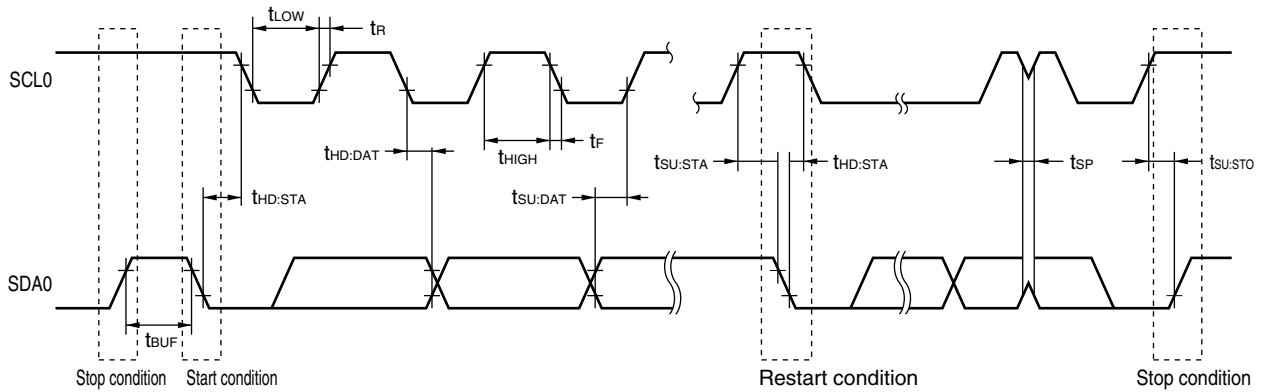 tLOW
tR
SCL0
tHD:DAT
tHIGH
tF
tSU:STA
tHD:STA
tSP
tSU:STO
tHD:STA
tSU:DAT
SDA0
tBUF
Stop condition
Start condition
Restart condition
Stop condition